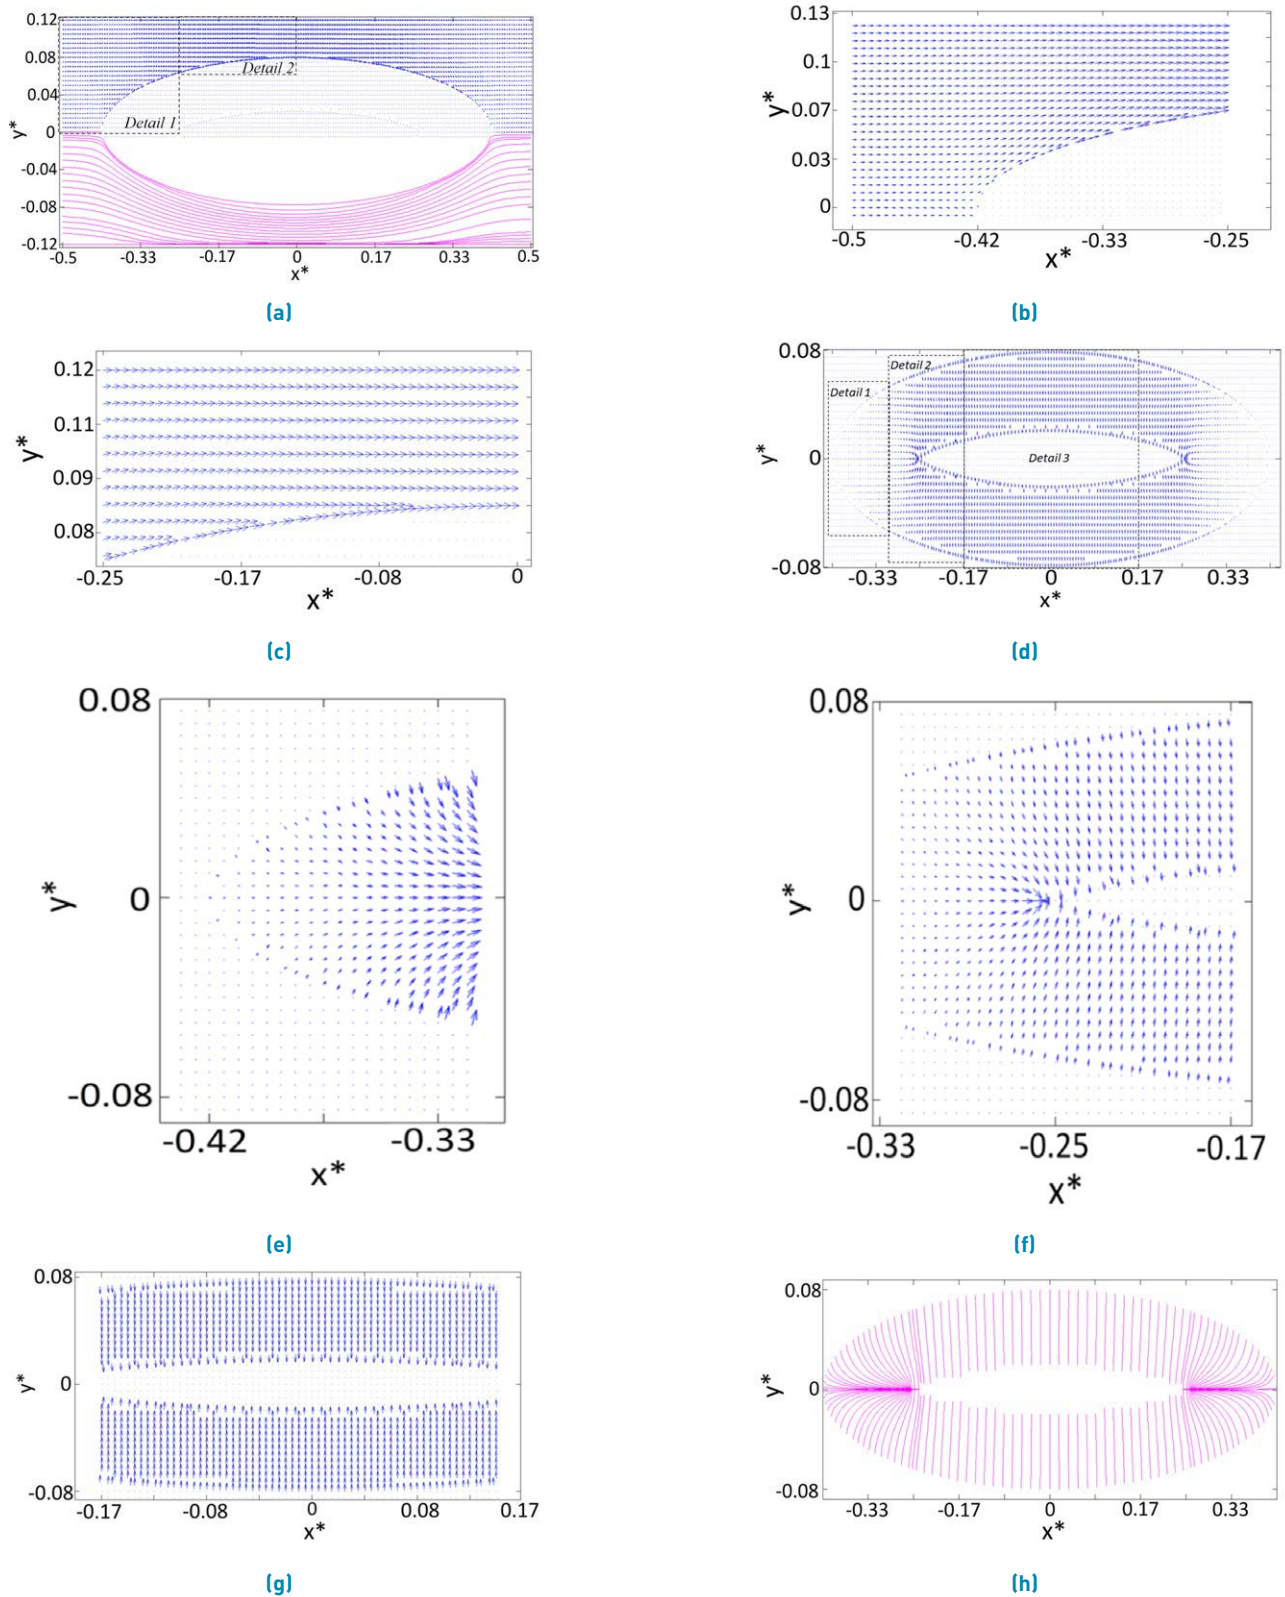 0.12
0.08
Detail 2
0.04
Detail 1
y*
0
-0.04
-0.08
-0.12
-0.5 -0.33 -0.17 0 0.17 0.33 0.5
x*
(a)
0.13
0.1
y*
0.07
0.03
0
-0.5 -0.42 -0.33 -0.25
x*
(b)
0.12
0.11
y*
0.09
0.08
-0.25 -0.17 -0.08 0
x*
(c)
0.08
Detail 2
Detail 1
y*
0
Detail 3
-0.08
-0.33 -0.17 0 0.17 0.33
x*
(d)
0.08
y*
0
-0.08
-0.42 -0.33
x*
(e)
0.08
y*
0
-0.08
-0.33 -0.25 -0.17
x*
(f)
0.08
y*
0
-0.08
-0.17 -0.08 0 0.08 0.17
x*
(g)
0.08
y*
0
-0.08
-0.33 -0.17 0 0.17 0.33
x*
(h)